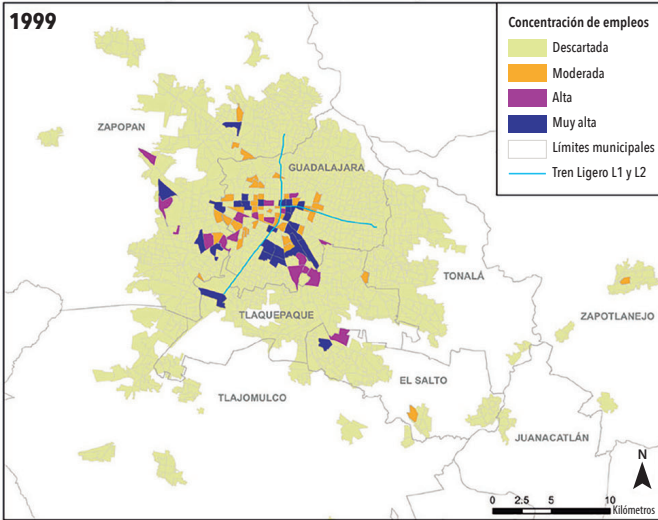 1999
Concentración de empleos
Descartada
Moderada
Alta
Muy alta
Límites municipales
Tren Ligero L1 y L2
ZAPOPAN
GUADALAJARA
TONALÁ
ZAPOTLANEJO
TLAQUEPAQUE
EL SALTO
TLAJOMULCO
JUANACATLÁN
N
0 2.5 5 10
Kilómetros